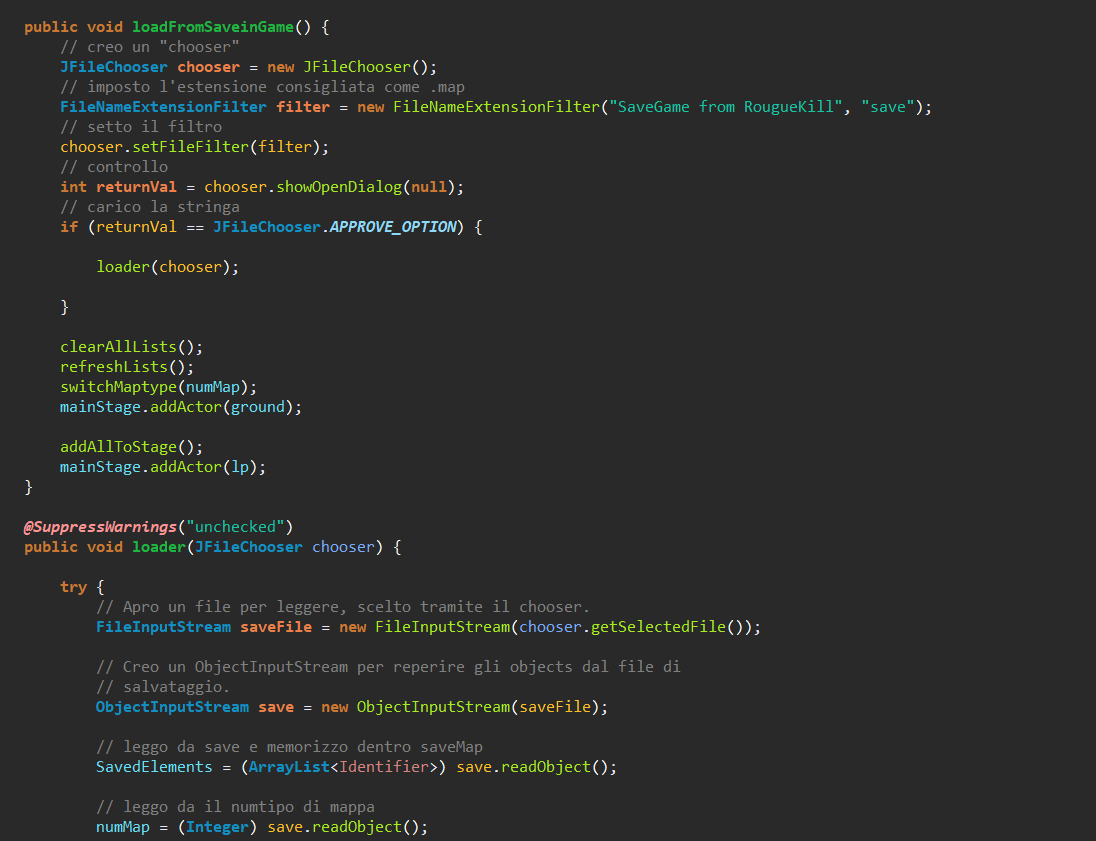 public void loadFromSaveinGame() {
// creo un "chooser"
JFileChooser chooser = new JFileChooser();
// imposto l'estensione consigliata come .map
FileNameExtensionFilter filter = new FileNameExtensionFilter("SaveGame from RougueKill", "save");
// setto il filtro
chooser.setFileFilter(filter);
// controllo
int returnVal = chooser.showOpenDialog(null);
// carico la stringa
if (returnVal == JFileChooser.APPROVE_OPTION) {
loader(chooser);
}
clearAllLists();
refreshLists();
switchMaptype(numMap);
mainStage.addActor(ground);
addAllToStage();
mainStage.addActor(lp);
}
@SuppressWarnings("unchecked")
public void loader(JFileChooser chooser) {
try {
// Apro un file per leggere, scelto tramite il chooser.
FileInputStream saveFile = new FileInputStream(chooser.getSelectedFile());
// Creo un ObjectInputStream per reperire gli objects dal file di
// salvataggio.
ObjectInputStream save = new ObjectInputStream(saveFile);
// leggo da save e memorizzo dentro saveMap
SavedElements = (ArrayList<Identifier>) save.readObject();
// leggo da il numtipo di mappa
numMap = (Integer) save.readObject();